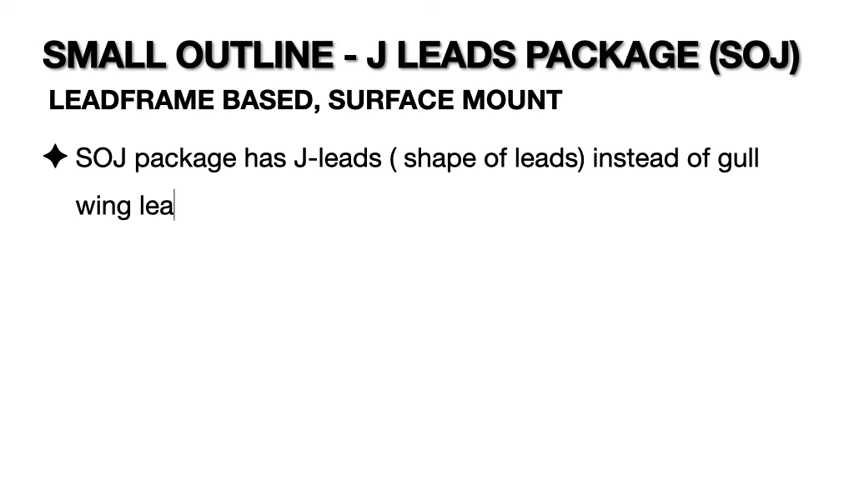 SMALL OUTLINE - J LEADS PACKAGE (SOJ)
LEADFRAME BASED, SURFACE MOUNT
SOJ package has J-leads ( shape of leads) instead of gull
wing lea